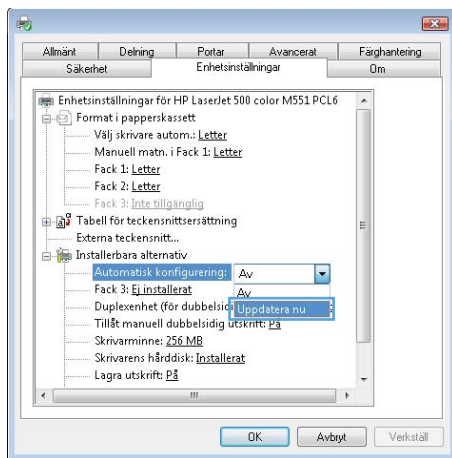 Allmänt Delning Portar Avancerat Färghantering
Säkerhet Enhetsinställningar Om
Enhetsinställningar för HP LaserJet 500 color M551 PCL6
Format i papperskassett
Välj skrivare autom.: Letter
Manuell matn. i Fack 1: Letter
Fack 1: Letter
Fack 2: Letter
Fack 3: Inte tillgänglig
Tabell för teckensnittsersättning
Externa teckensnitt...
Installerbara alternativ
Automatisk konfigurering: Av
Fack 3: Ej installerat Av
Duplexenhet (för dubbelsid Uppdatera nu
Tillåt manuell dubbelsidig utskrift: På
Skrivarminne: 256 MB
Skrivarens hårddisk: Installerat
Lagra utskrift: På
OK Avbryt Verkställ